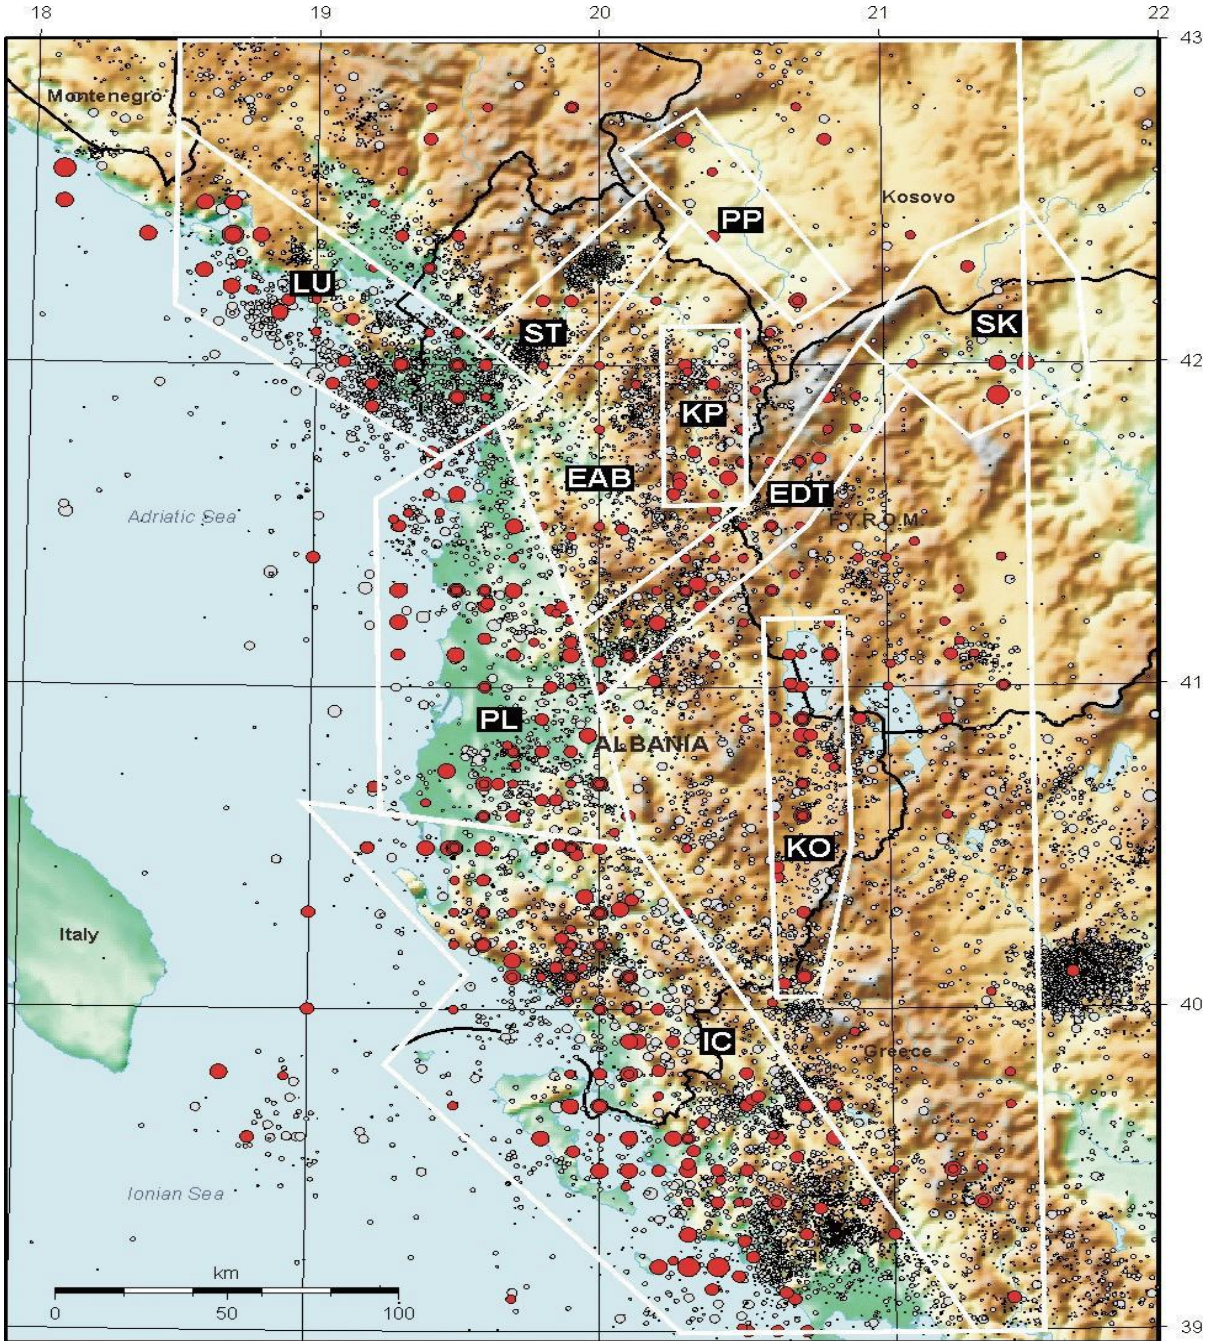 18 19 20 21 22
43
Montenegro
Kosovo
PP
LU
SK
ST
42
KP
EAB
EDT
Adriatic Sea
F.Y.R.O.M.
41
PL
ALBANIA
KO
Italy
40
IC
Greece
Ionian Sea
km
0 50 100
39